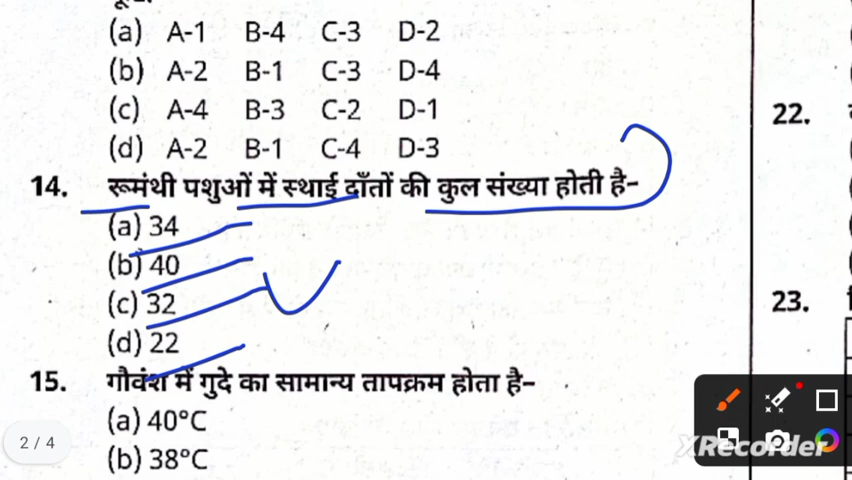 (a) A-1 B-4 C-3 D-2
(b) A-2 B-1 C-3 D-4
(c) A-4 B-3 C-2 D-1
(d) A-2 B-1 C-4 D-3
14. रूमंथी पशुओं में स्थाई दाँतों की कुल संख्या होती है-
(a) 34
(b) 40
(c) 32
(d) 22
15. गौवंश में गुदे का सामान्य तापक्रम होता है-
(a) 40°C
(b) 38°C
22.
23.
2 / 4
XRecorder